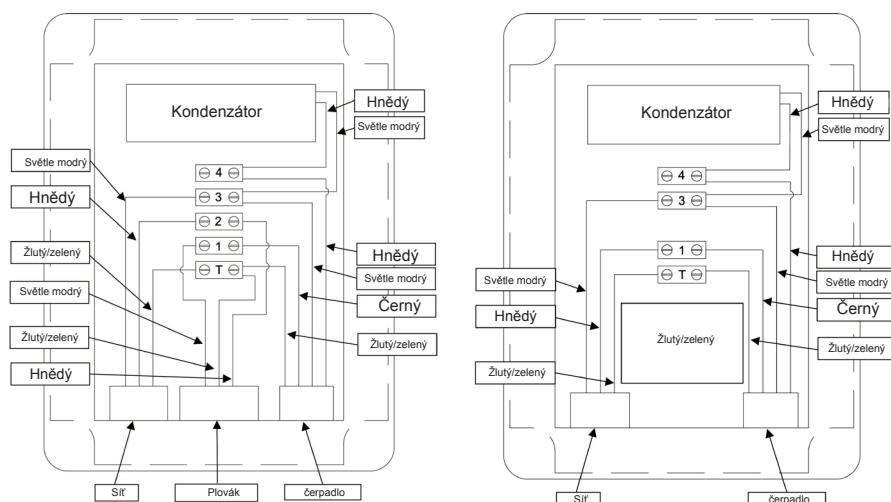 Kondenzátor
Hnědý
Světle modrý
Světle modrý
Hnědý
Žlutý/zelený
Světle modrý
Žlutý/zelený
Hnědý
4
3
2
1
T
Hnědý
Světle modrý
Černý
Žlutý/zelený
Síť
Plovák
čerpadlo
Kondenzátor
Hnědý
Světle modrý
4
3
1
T
Světle modrý
Hnědý
Žlutý/zelený
Žlutý/zelený
Hnědý
Světle modrý
Černý
Žlutý/zelený
Síť
čerpadlo